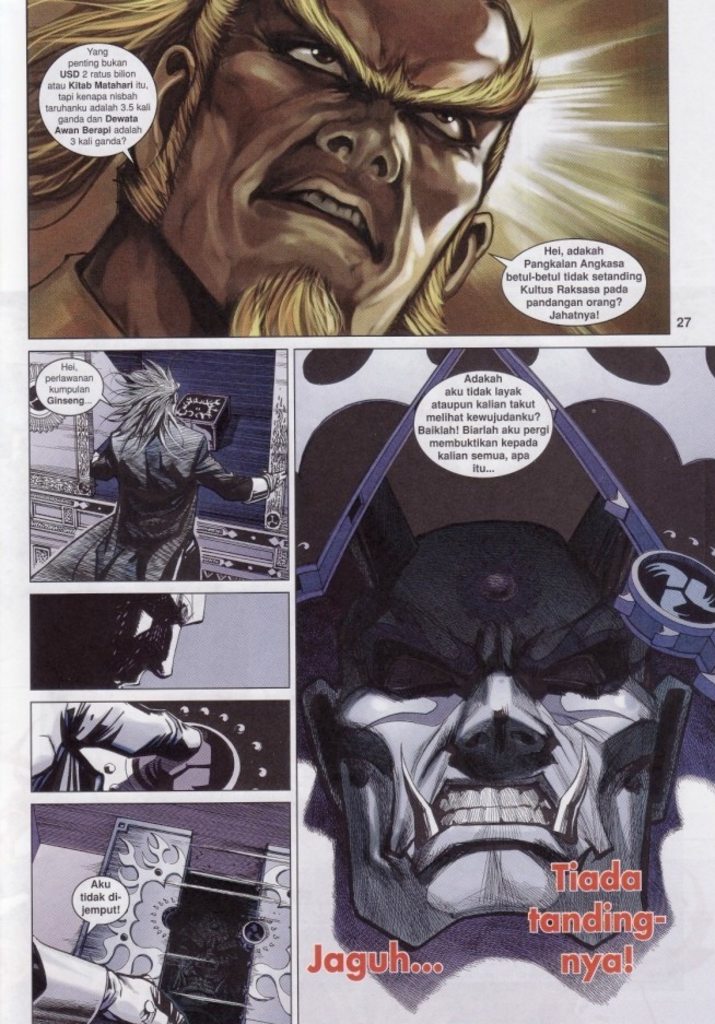 Yang
penting bukan
USD 2 ratus bilion
atau Kitab Matahari itu,
tapi kenapa nisbah
taruhanku adalah 3.5 kali
ganda dan Dewata
Awan Berapi adalah
3 kali ganda?
Hei, adakah
Pangkalan Angkasa
betul-betul tidak setanding
Kultus Raksasa pada
pandangan orang?
Jahatnya!
27
Hei,
perlawanan
kumpulan
Ginseng...
Adakah
aku tidak layak
ataupun kalian takut
melihat kewujudanku?
Baiklah! Biarlah aku pergi
membuktikan kepada
kalian semua, apa
itu...
Aku
tidak di-
jemput!
Jaguh...
Tiada
tanding-
nya!